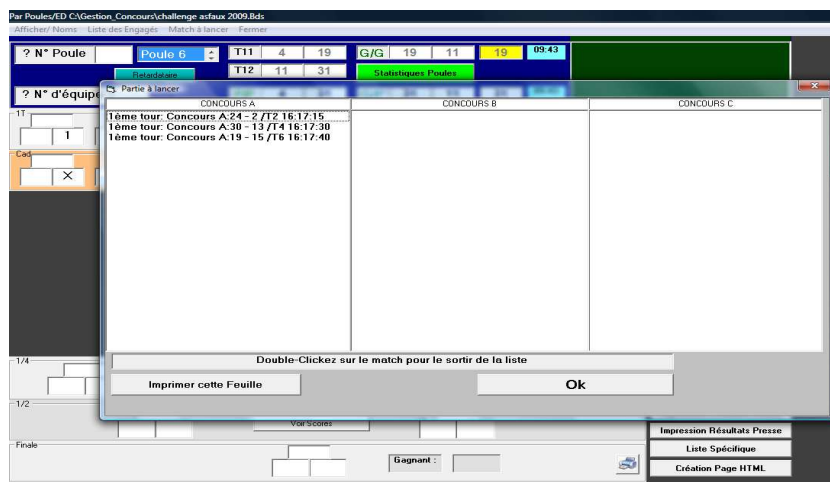 Par Poules/ED C:\Gestion_Concours\challenge asfaux 2009.Bds
Afficher/ Noms Liste des Engagés Match à lancer Fermer
? N° Poule Poule 6 T11 4 19 G/G 19 11 19 09:43
Retardataire T12 11 31 Statistiques Poules
? N° d'équipe
Partie à lancer
CONCOURS A CONCOURS B CONCOURS C
1ème tour: Concours A:24 - 2 /T2 16:17:15
1ème tour: Concours A:30 - 13 /T4 16:17:30
1ème tour: Concours A:19 - 15 /T6 16:17:40
1T
1
Cad
X
1/4
Double-Clickez sur le match pour le sortir de la liste
Imprimer cette Feuille Ok
1/2
Voir Scores
Impression Résultats Presse
Finale
Gagnant :
Liste Spécifique
Création Page HTML